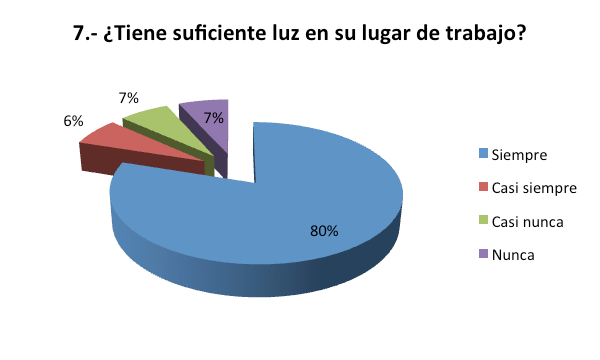 7.- ¿Tiene suficiente luz en su lugar de trabajo?
7%
6%
7%
80%
Siempre
Casi siempre
Casi nunca
Nunca